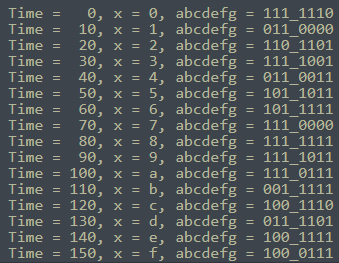 Time =   0, x = 0, abcdefg = 111_1110
Time =  10, x = 1, abcdefg = 011_0000
Time =  20, x = 2, abcdefg = 110_1101
Time =  30, x = 3, abcdefg = 111_1001
Time =  40, x = 4, abcdefg = 011_0011
Time =  50, x = 5, abcdefg = 101_1011
Time =  60, x = 6, abcdefg = 101_1111
Time =  70, x = 7, abcdefg = 111_0000
Time =  80, x = 8, abcdefg = 111_1111
Time =  90, x = 9, abcdefg = 111_1011
Time = 100, x = a, abcdefg = 111_0111
Time = 110, x = b, abcdefg = 001_1111
Time = 120, x = c, abcdefg = 100_1110
Time = 130, x = d, abcdefg = 011_1101
Time = 140, x = e, abcdefg = 100_1111
Time = 150, x = f, abcdefg = 100_0111